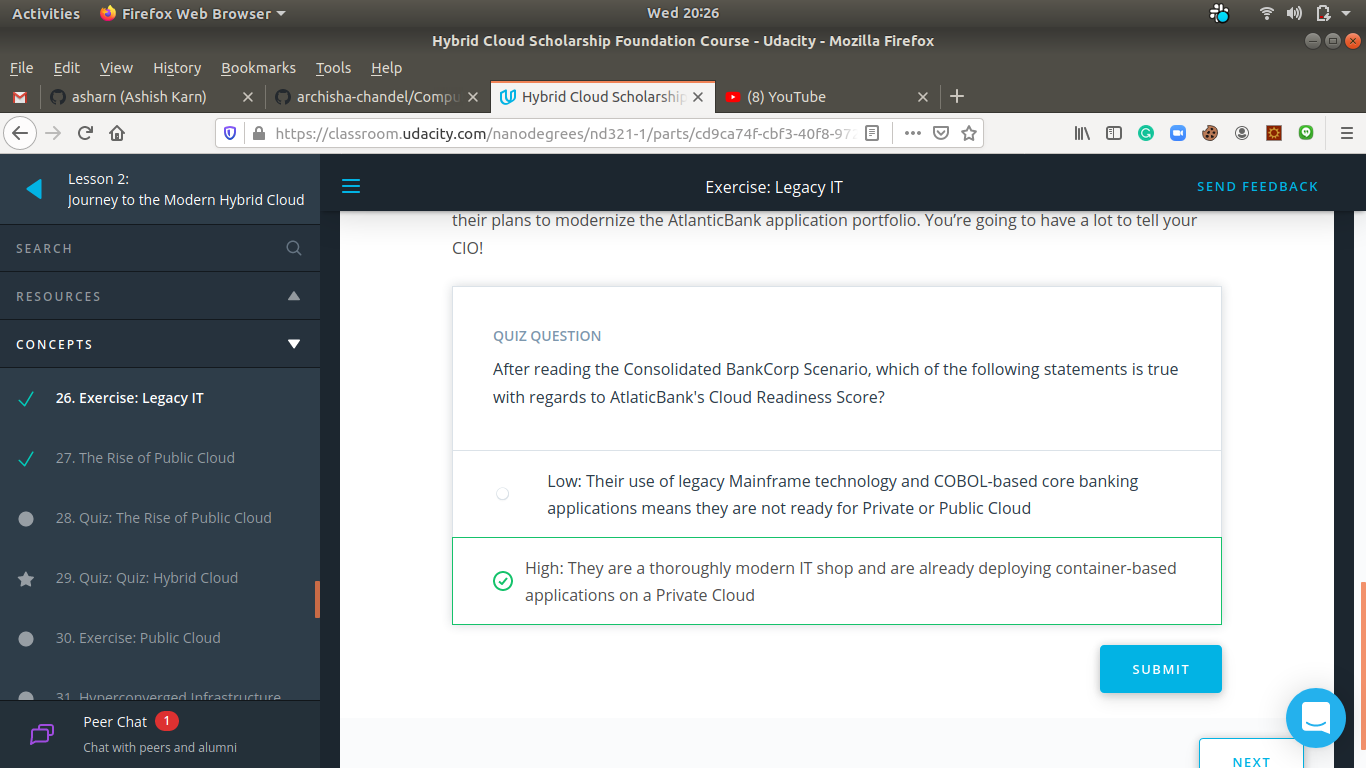 Activities Firefox Web Browser Wed 20:26
Hybrid Cloud Scholarship Foundation Course - Udacity - Mozilla Firefox
File Edit View History Bookmarks Tools Help
asharn (Ashish Karn) archisha-chandel/Compu Hybrid Cloud Scholarship (8) YouTube
https://classroom.udacity.com/nanodegrees/nd321-1/parts/cd9ca74f-cbf3-40f8-97
Lesson 2:
Journey to the Modern Hybrid Cloud
Exercise: Legacy IT
SEND FEEDBACK
SEARCH
RESOURCES
CONCEPTS
26. Exercise: Legacy IT
27. The Rise of Public Cloud
28. Quiz: The Rise of Public Cloud
29. Quiz: Quiz: Hybrid Cloud
30. Exercise: Public Cloud
31. Hyperconverged Infrastructure
Peer Chat 1
Chat with peers and alumni
their plans to modernize the AtlanticBank application portfolio. You’re going to have a lot to tell your
CIO!
QUIZ QUESTION
After reading the Consolidated BankCorp Scenario, which of the following statements is true
with regards to AtlaticBank's Cloud Readiness Score?
Low: Their use of legacy Mainframe technology and COBOL-based core banking
applications means they are not ready for Private or Public Cloud
High: They are a thoroughly modern IT shop and are already deploying container-based
applications on a Private Cloud
SUBMIT
NEXT